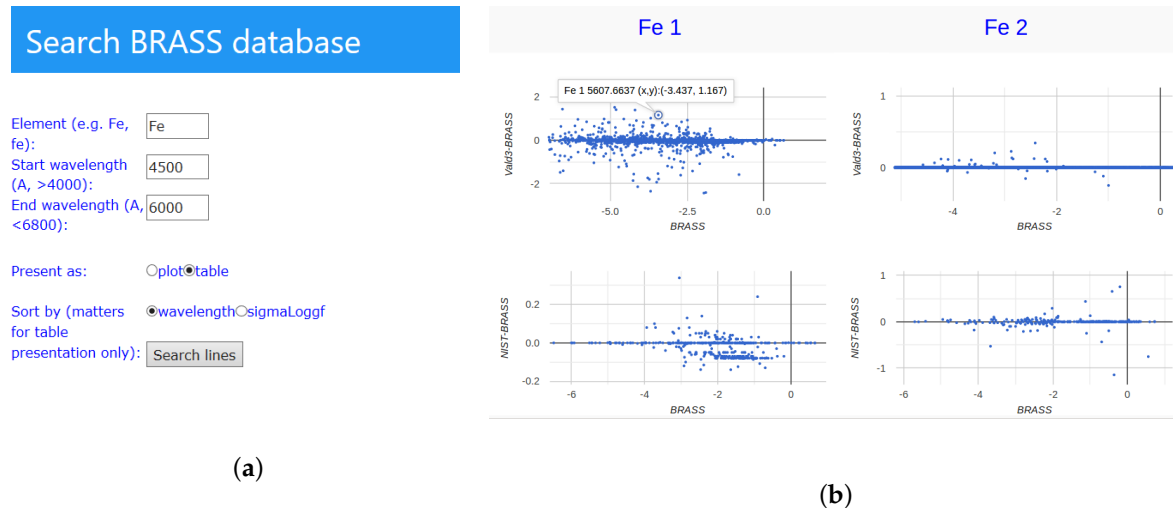 Search BRASS database
Element (e.g. Fe,
fe):
Fe
Start wavelength
(A, >4000):
4500
End wavelength (A,
<6800):
6000
Present as:
plot table
Sort by (matters
for table
presentation only):
wavelength sigmaLoggf
Search lines
(a)
Fe 1
Fe 1 5607.6637 (x,y):(-3.437, 1.167)
2
0
-2
Vald3-BRASS
-5.0 -2.5 0.0
BRASS
Fe 2
1
0
Vald3-BRASS
-4 -2 0
BRASS
0.2
0.0
-0.2
NIST-BRASS
-6 -4 -2 0
BRASS
1
0
-1
NIST-BRASS
-6 -4 -2 0
BRASS
(b)